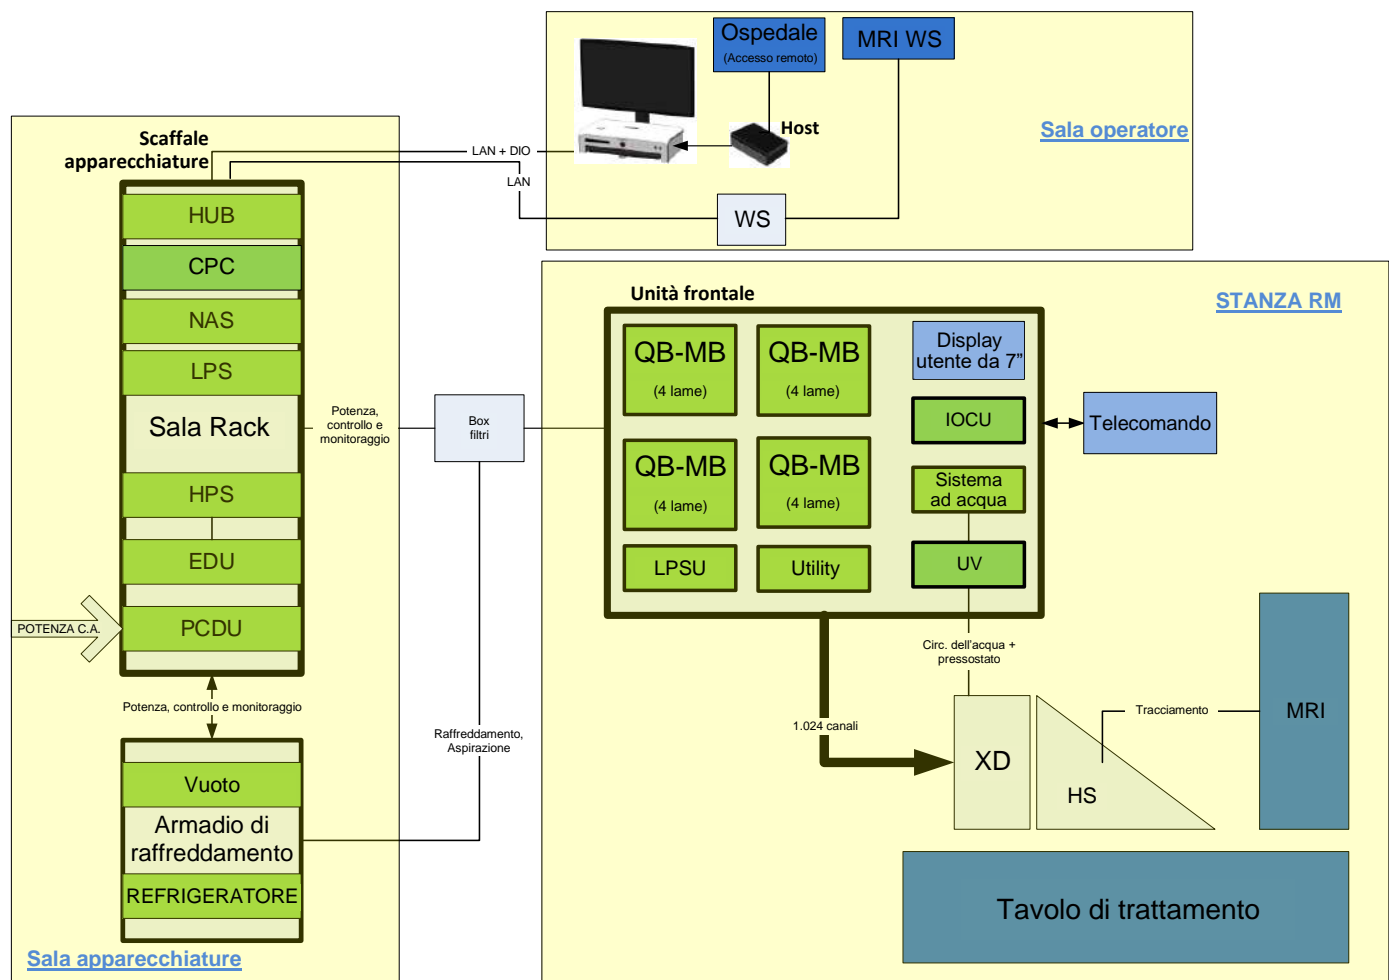 Ospedale
(Accesso remoto)
MRI WS
Host
Sala operatore
LAN + DIO
LAN
WS
Scaffale
apparecchiature
HUB
CPC
NAS
LPS
Sala Rack
HPS
EDU
PCDU
POTENZA C.A.
Potenza,
controllo e
monitoraggio
Box
filtri
Potenza, controllo e monitoraggio
Vuoto
Armadio di
raffreddamento
REFRIGERATORE
Raffreddamento,
Aspirazione
Sala apparecchiature
Unità frontale
STANZA RM
QB-MB
(4 lame)
QB-MB
(4 lame)
Display
utente da 7”
IOCU
Telecomando
QB-MB
(4 lame)
QB-MB
(4 lame)
Sistema
ad acqua
LPSU
Utility
UV
Circ. dell'acqua +
pressostato
1.024 canali
XD
HS
Tracciamento
MRI
Tavolo di trattamento